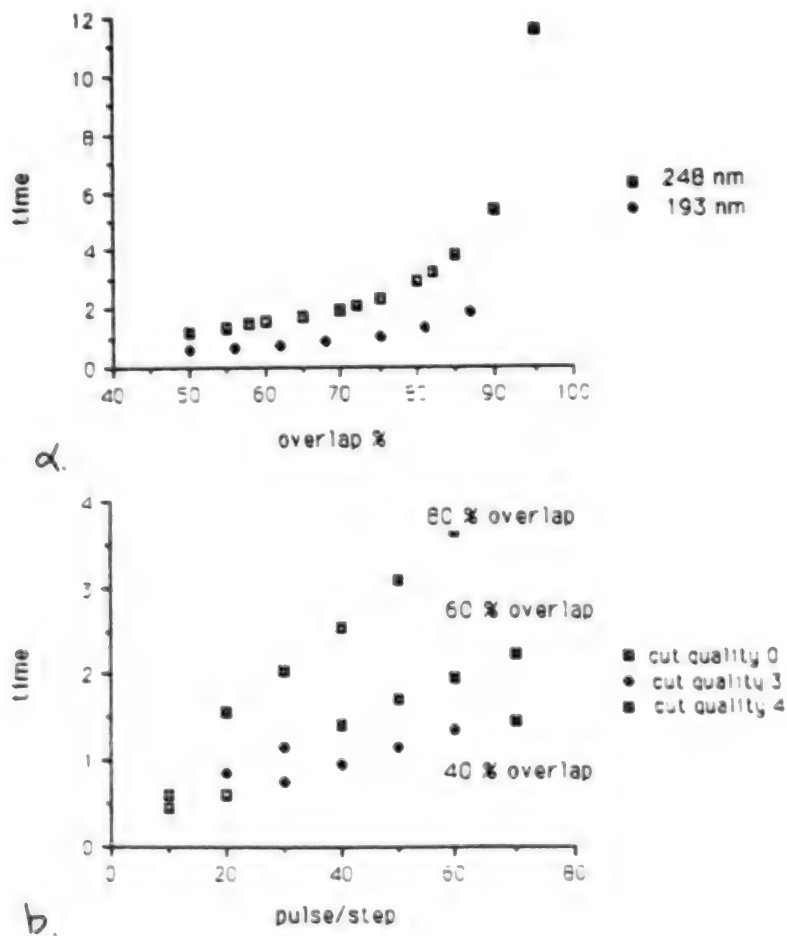 12
10
8
6
4
2
0
time
40 50 60 70 90 100
overlap %
248 nm
193 nm
a.
4
3
2
1
0
time
80 % overlap
60 % overlap
40 % overlap
cut quality 0
cut quality 3
cut quality 4
0 20 40 60 80
pulse/step
b.